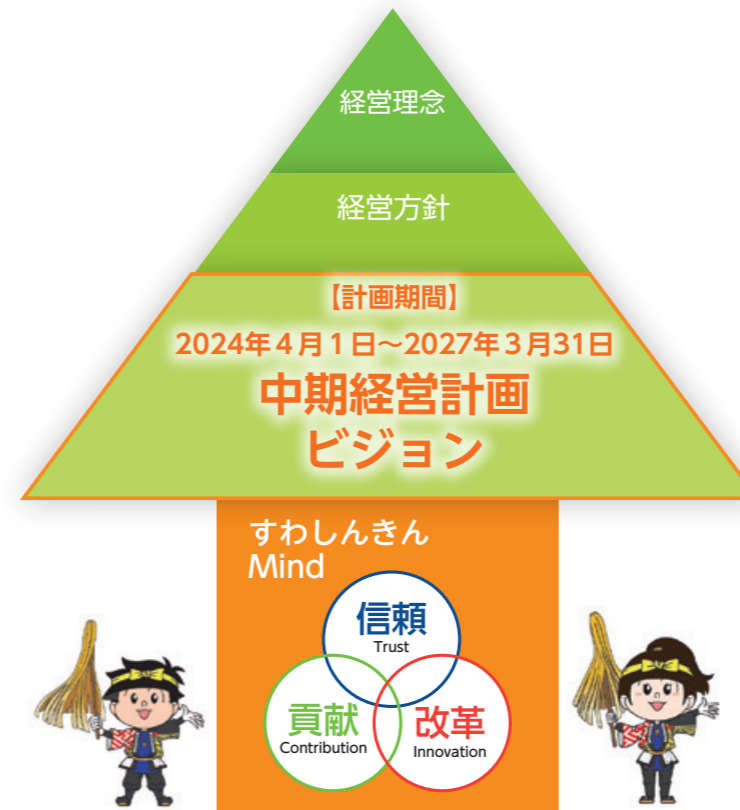 経営理念
経営方針
【計画期間】
2024年4月1日～2027年3月31日
中期経営計画
ビジョン
すわしんきん
Mind
信頼
Trust
貢献
Contribution
改革
Innovation